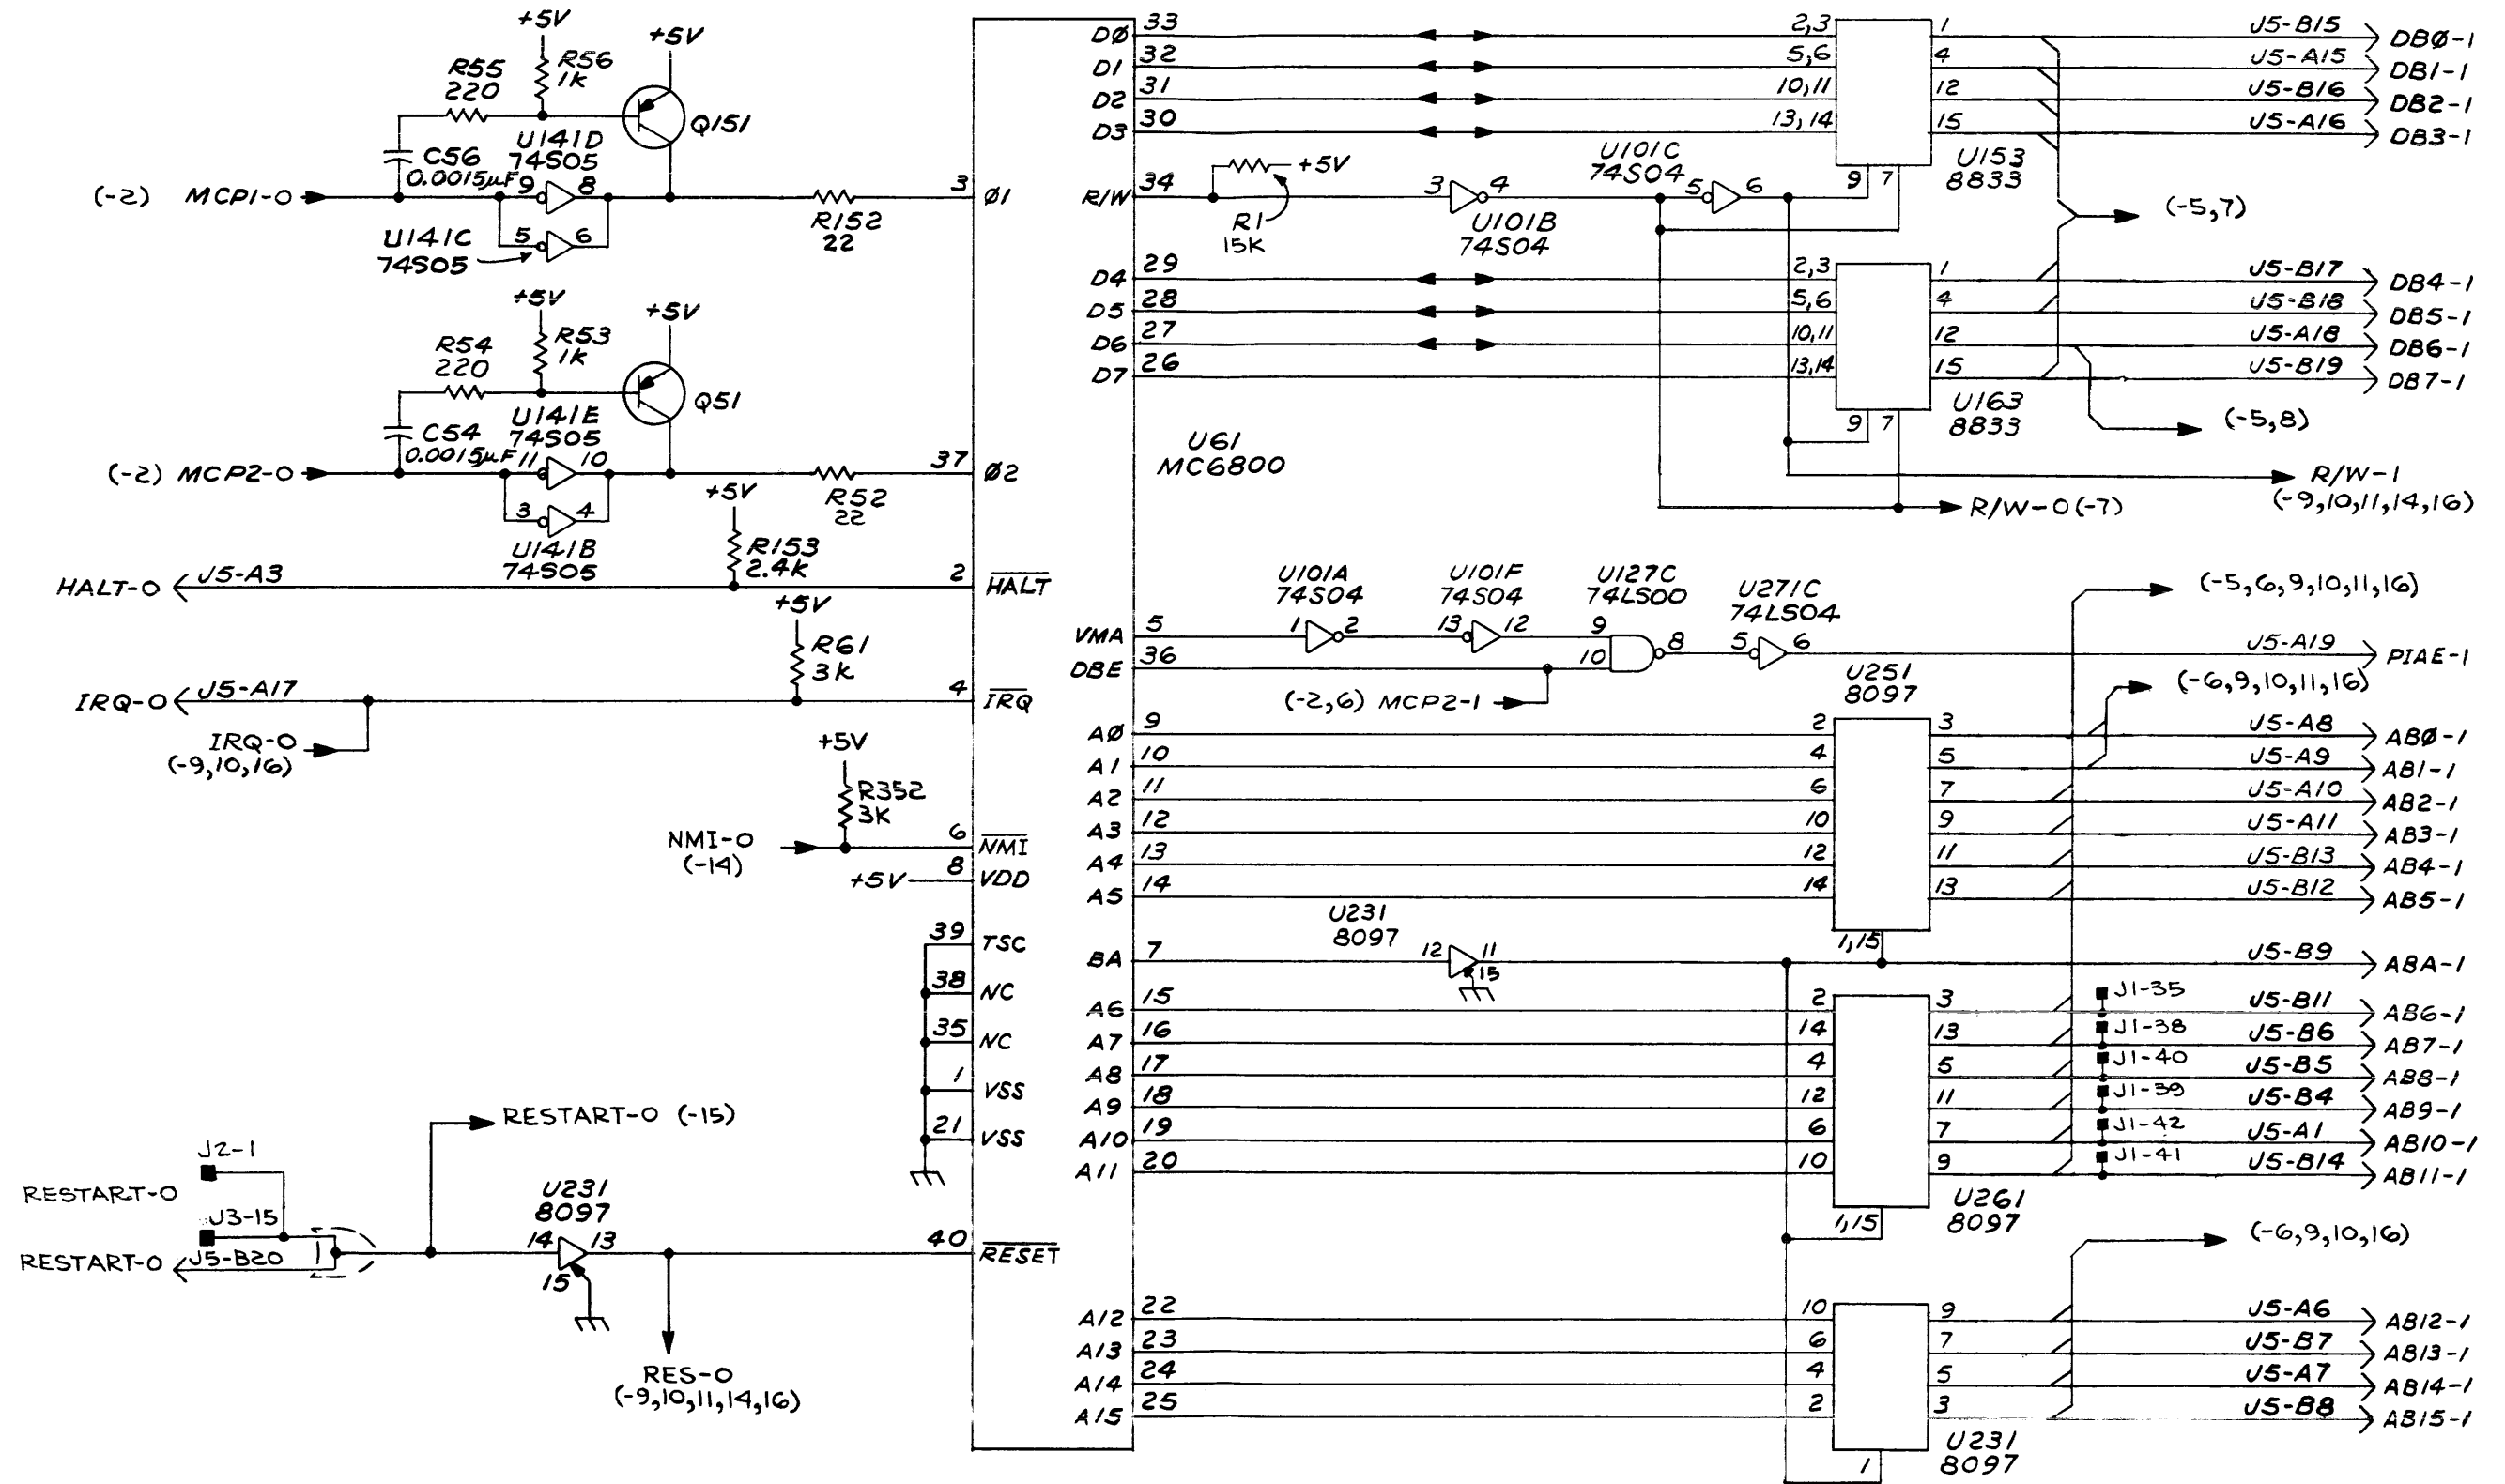 +5V
+5V
R56
1K
R55
220
Q151
U141D
74S05
C56
0.0015µF
9
8
(-2) MCP1-0
5
6
U141C
74S05
R152
22
3
Ø1
+5V
+5V
R53
1K
R54
220
Q51
U141E
74S05
C54
0.0015µF
11
10
(-2) MCP2-0
3
4
U141B
74S05
R52
22
37
Ø2
+5V
R153
2.4K
HALT-0
J5-A3
2
HALT
+5V
R61
3K
IRQ-0
J5-A17
4
IRQ
IRQ-0
(-9,10,16)
+5V
R352
3K
NMI-0
(-14)
6
NMI
+5V
8
VDD
39
TSC
38
NC
35
NC
1
VSS
21
VSS
RESTART-0 (-15)
J2-1
RESTART-0
J3-15
RESTART-0
J5-B20
U231
8097
14
13
15
40
RESET
RES-0
(-9,10,11,14,16)
U61
MC6800
DØ 33
2,3
1
J5-B15
DBØ-1
D1 32
5,6
4
J5-A15
DB1-1
D2 31
10,11
12
J5-B16
DB2-1
D3 30
13,14
15
J5-A16
DB3-1
9
7
U153
8833
R/W 34
+5V
R1
15K
3
4
U101B
74S04
U101C
74S04
5
6
(-5,7)
D4 29
2,3
1
J5-B17
DB4-1
D5 28
5,6
4
J5-B18
DB5-1
D6 27
10,11
12
J5-A18
DB6-1
D7 26
13,14
15
J5-B19
DB7-1
9
7
U163
8833
(-5,8)
R/W-1
(-9,10,11,14,16)
R/W-0(-7)
U101A
74S04
U101F
74S04
U127C
74LS00
U271C
74LS04
(-5,6,9,10,11,16)
VMA 5
1
2
13
12
9
10
8
5
6
J5-A19
PIAE-1
DBE 36
(-2,6) MCP2-1
U251
8097
(-6,9,10,11,16)
AØ 9
2
3
J5-A8
ABØ-1
A1 10
4
5
J5-A9
AB1-1
A2 11
6
7
J5-A10
AB2-1
A3 12
10
9
J5-A11
AB3-1
A4 13
12
11
J5-B13
AB4-1
A5 14
14
13
J5-B12
AB5-1
1,15
U231
8097
BA 7
12
11
15
J5-B9
ABA-1
A6 15
2
3
J1-35
J5-B11
AB6-1
A7 16
14
13
J1-38
J5-B6
AB7-1
A8 17
4
5
J1-40
J5-B5
AB8-1
A9 18
12
11
J1-39
J5-B4
AB9-1
A10 19
6
7
J1-42
J5-A1
AB10-1
A11 20
10
9
J1-41
J5-B14
AB11-1
1,15
U261
8097
(-6,9,10,16)
A12 22
10
9
J5-A6
AB12-1
A13 23
6
7
J5-B7
AB13-1
A14 24
4
5
J5-A7
AB14-1
A15 25
2
3
J5-B8
AB15-1
1
U231
8097